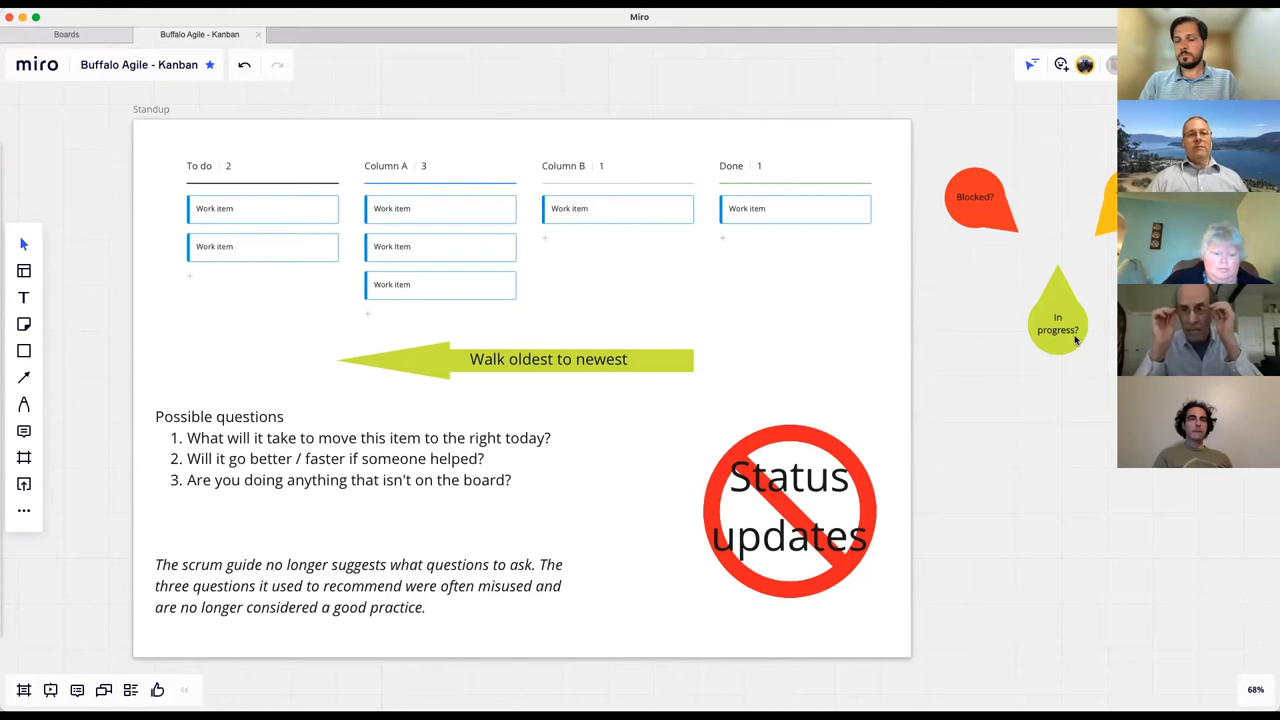 Miro
Boards
Buffalo Agile - Kanban
miro
Buffalo Agile - Kanban
Standup
To do 2
Column A 3
Column B 1
Done 1
Work item
Work item
Work item
Work item
Work item
Work Item
Work item
Blocked?
In
progress?
Walk oldest to newest
Possible questions
1. What will it take to move this item to the right today?
2. Will it go better / faster if someone helped?
3. Are you doing anything that isn't on the board?
Status
updates
The scrum guide no longer suggests what questions to ask. The
three questions it used to recommend were often misused and
are no longer considered a good practice.
68%